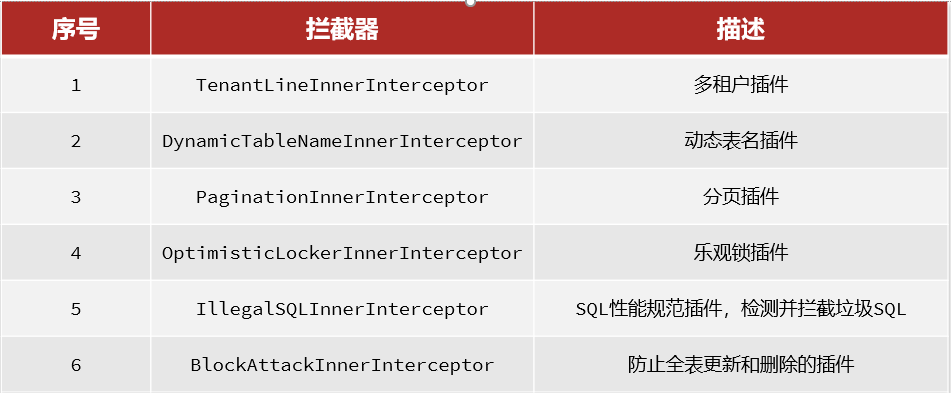 序号 拦截器 描述
1 TenantLineInnerInterceptor 多租户插件
2 DynamicTableNameInnerInterceptor 动态表名插件
3 PaginationInnerInterceptor 分页插件
4 OptimisticLockerInnerInterceptor 乐观锁插件
5 IllegalSQLInnerInterceptor SQL性能规范插件，检测并拦截垃圾SQL
6 BlockAttackInnerInterceptor 防止全表更新和删除的插件